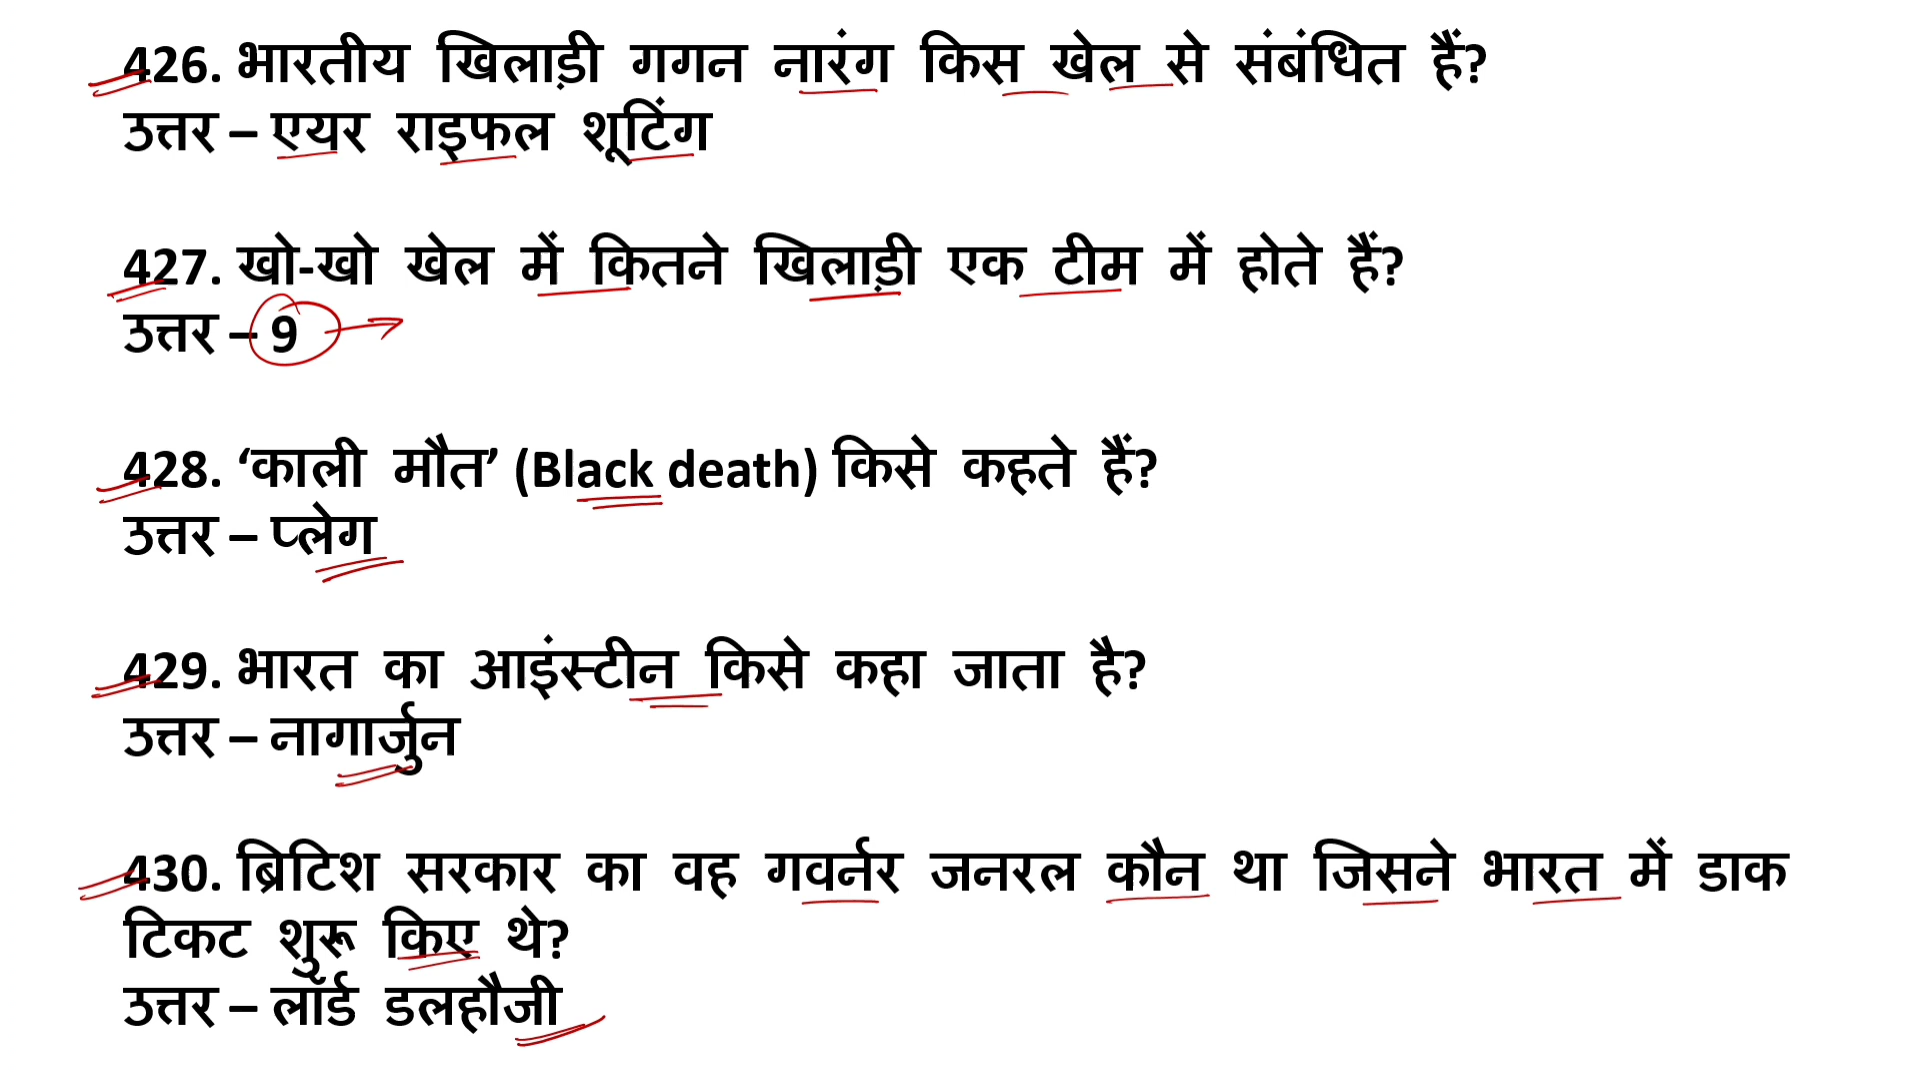 426. भारतीय खिलाड़ी गगन नारंग किस खेल से संबंधित हैं?
उत्तर – एयर राइफल शूटिंग
427. खो-खो खेल में कितने खिलाड़ी एक टीम में होते हैं?
उत्तर – 9
428. ‘काली मौत’ (Black death) किसे कहते हैं?
उत्तर – प्लेग
429. भारत का आइंस्टीन किसे कहा जाता है?
उत्तर – नागार्जुन
430. ब्रिटिश सरकार का वह गवर्नर जनरल कौन था जिसने भारत में डाक
टिकट शुरू किए थे?
उत्तर – लॉर्ड डलहौजी